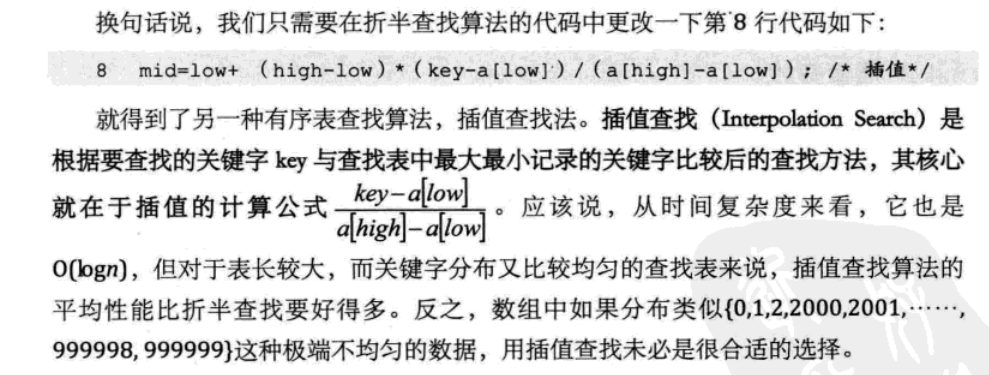 换句话说，我们只需要在折半查找算法的代码中更改一下第 8 行代码如下：
8 mid=low+ (high-low)*(key-a[low])/(a[high]-a[low]); /* 插值*/
就得到了另一种有序表查找算法，插值查找法。插值查找（Interpolation Search）是
根据要查找的关键字 key 与查找表中最大最小记录的关键字比较后的查找方法，其核心
就在于插值的计算公式 key-a[low] / a[high]-a[low] 。应该说，从时间复杂度来看，它也是
O(logn)，但对于表长较大，而关键字分布又比较均匀的查找表来说，插值查找算法的
平均性能比折半查找要好得多。反之，数组中如果分布类似{0,1,2,2000,2001,……,
999998, 999999}这种极端不均匀的数据，用插值查找未必是很合适的选择。